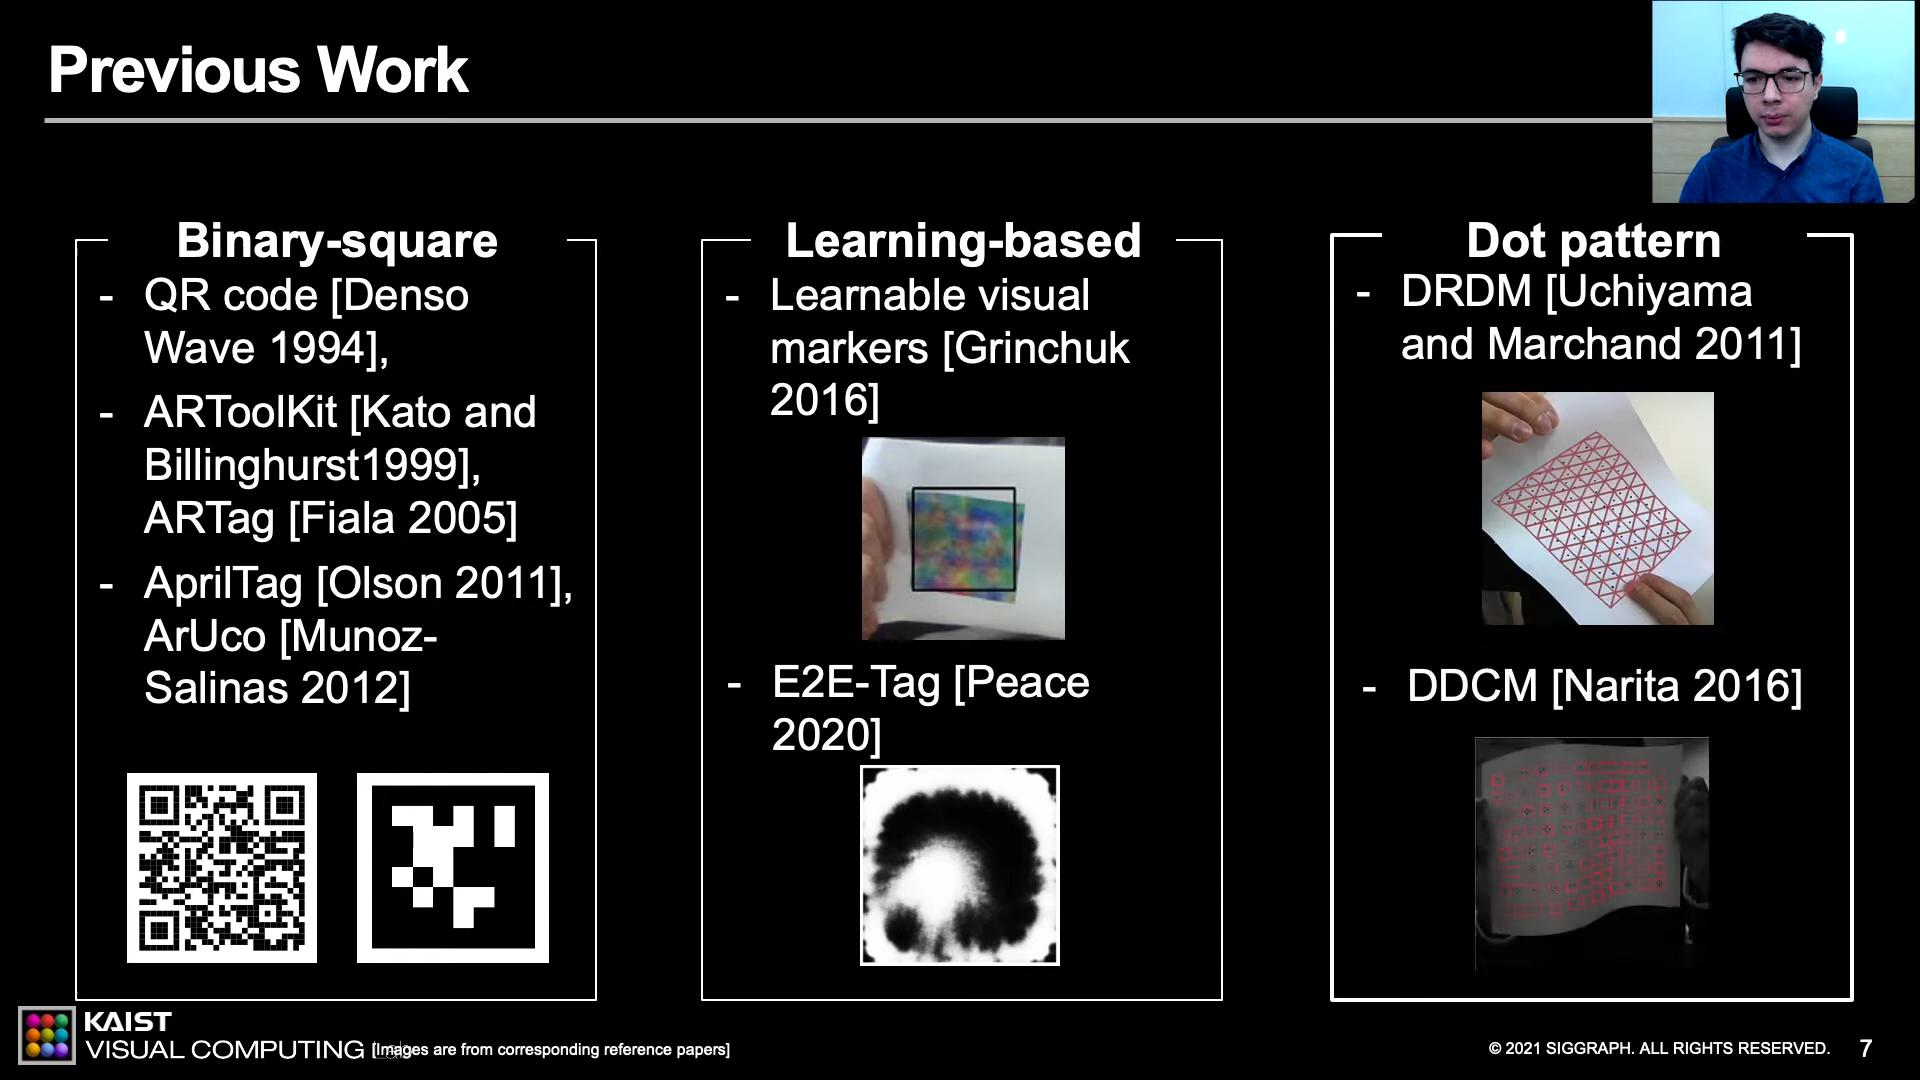 Previous Work
Binary-square
- QR code [Denso
Wave 1994],
- ARToolKit [Kato and
Billinghurst1999],
ARTag [Fiala 2005]
- AprilTag [Olson 2011],
ArUco [Munoz-
Salinas 2012]
Learning-based
- Learnable visual
markers [Grinchuk
2016]
- E2E-Tag [Peace
2020]
Dot pattern
- DRDM [Uchiyama
and Marchand 2011]
- DDCM [Narita 2016]
KAIST
VISUAL COMPUTING
[Images are from corresponding reference papers]
© 2021 SIGGRAPH. ALL RIGHTS RESERVED.
7